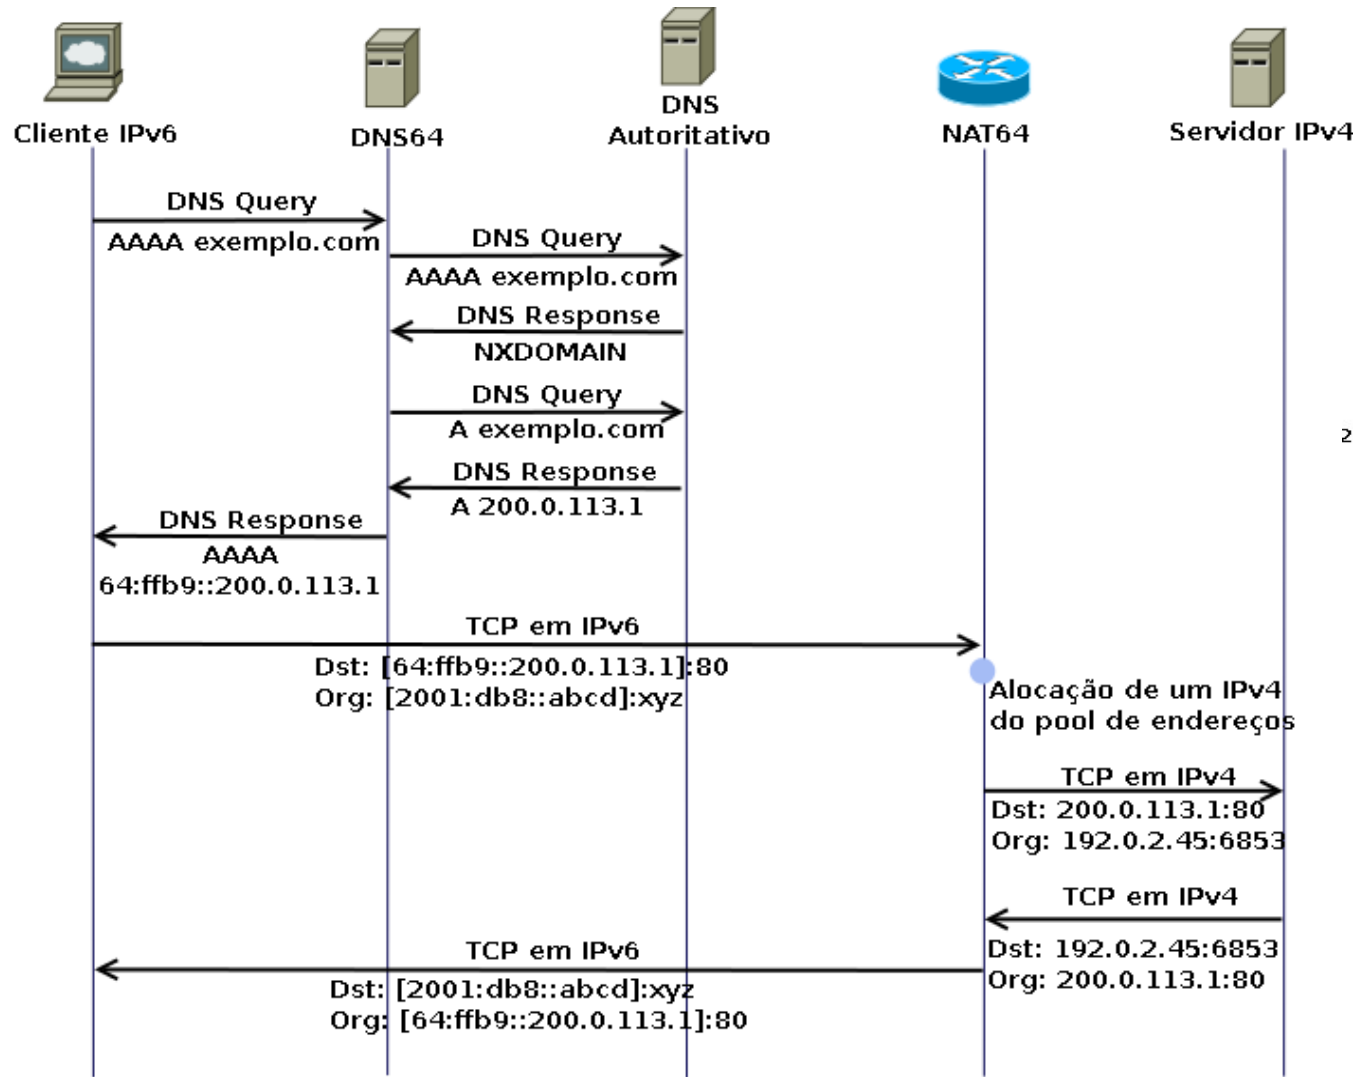 Cliente IPv6
DNS64
DNS
Autoritativo
NAT64
Servidor IPv4
DNS Query
AAAA exemplo.com
DNS Query
AAAA exemplo.com
DNS Response
NXDOMAIN
DNS Query
A exemplo.com
2
DNS Response
A 200.0.113.1
DNS Response
AAAA
64:ffb9::200.0.113.1
TCP em IPv6
Dst: [64:ffb9::200.0.113.1]:80
Org: [2001:db8::abcd]:xyz
Alocação de um IPv4
do pool de endereços
TCP em IPv4
Dst: 200.0.113.1:80
Org: 192.0.2.45:6853
TCP em IPv4
Dst: 192.0.2.45:6853
Org: 200.0.113.1:80
TCP em IPv6
Dst: [2001:db8::abcd]:xyz
Org: [64:ffb9::200.0.113.1]:80